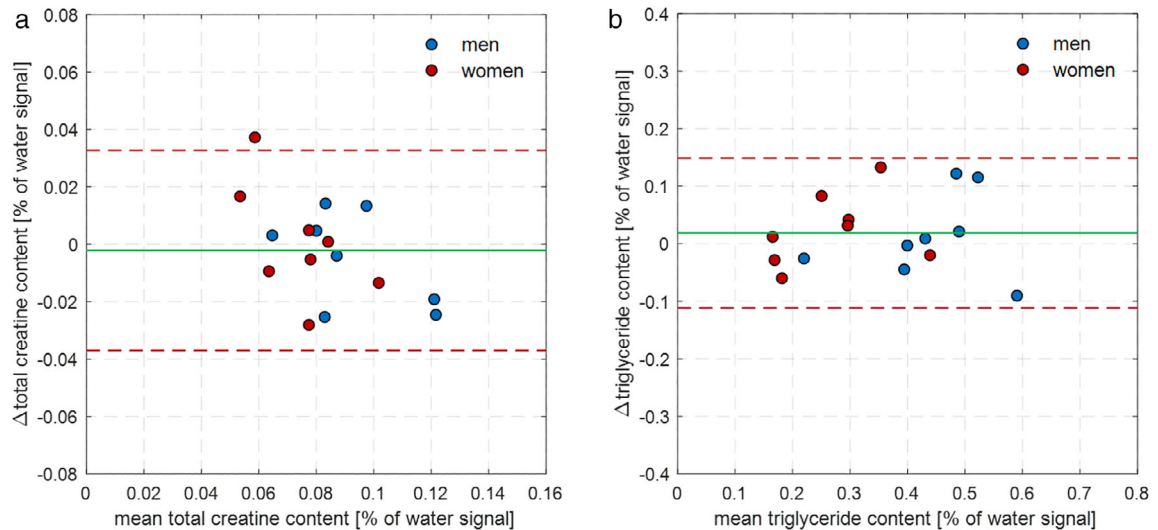 a
Δtotal creatine content [% of water signal]
0.08
0.06
0.04
0.02
0
-0.02
-0.04
-0.06
-0.08
men
women
0 0.02 0.04 0.06 0.08 0.1 0.12 0.14 0.16
mean total creatine content [% of water signal]
b
Δtriglyceride content [% of water signal]
0.4
0.3
0.2
0.1
0
-0.1
-0.2
-0.3
-0.4
men
women
0 0.1 0.2 0.3 0.4 0.5 0.6 0.7 0.8
mean triglyceride content [% of water signal]